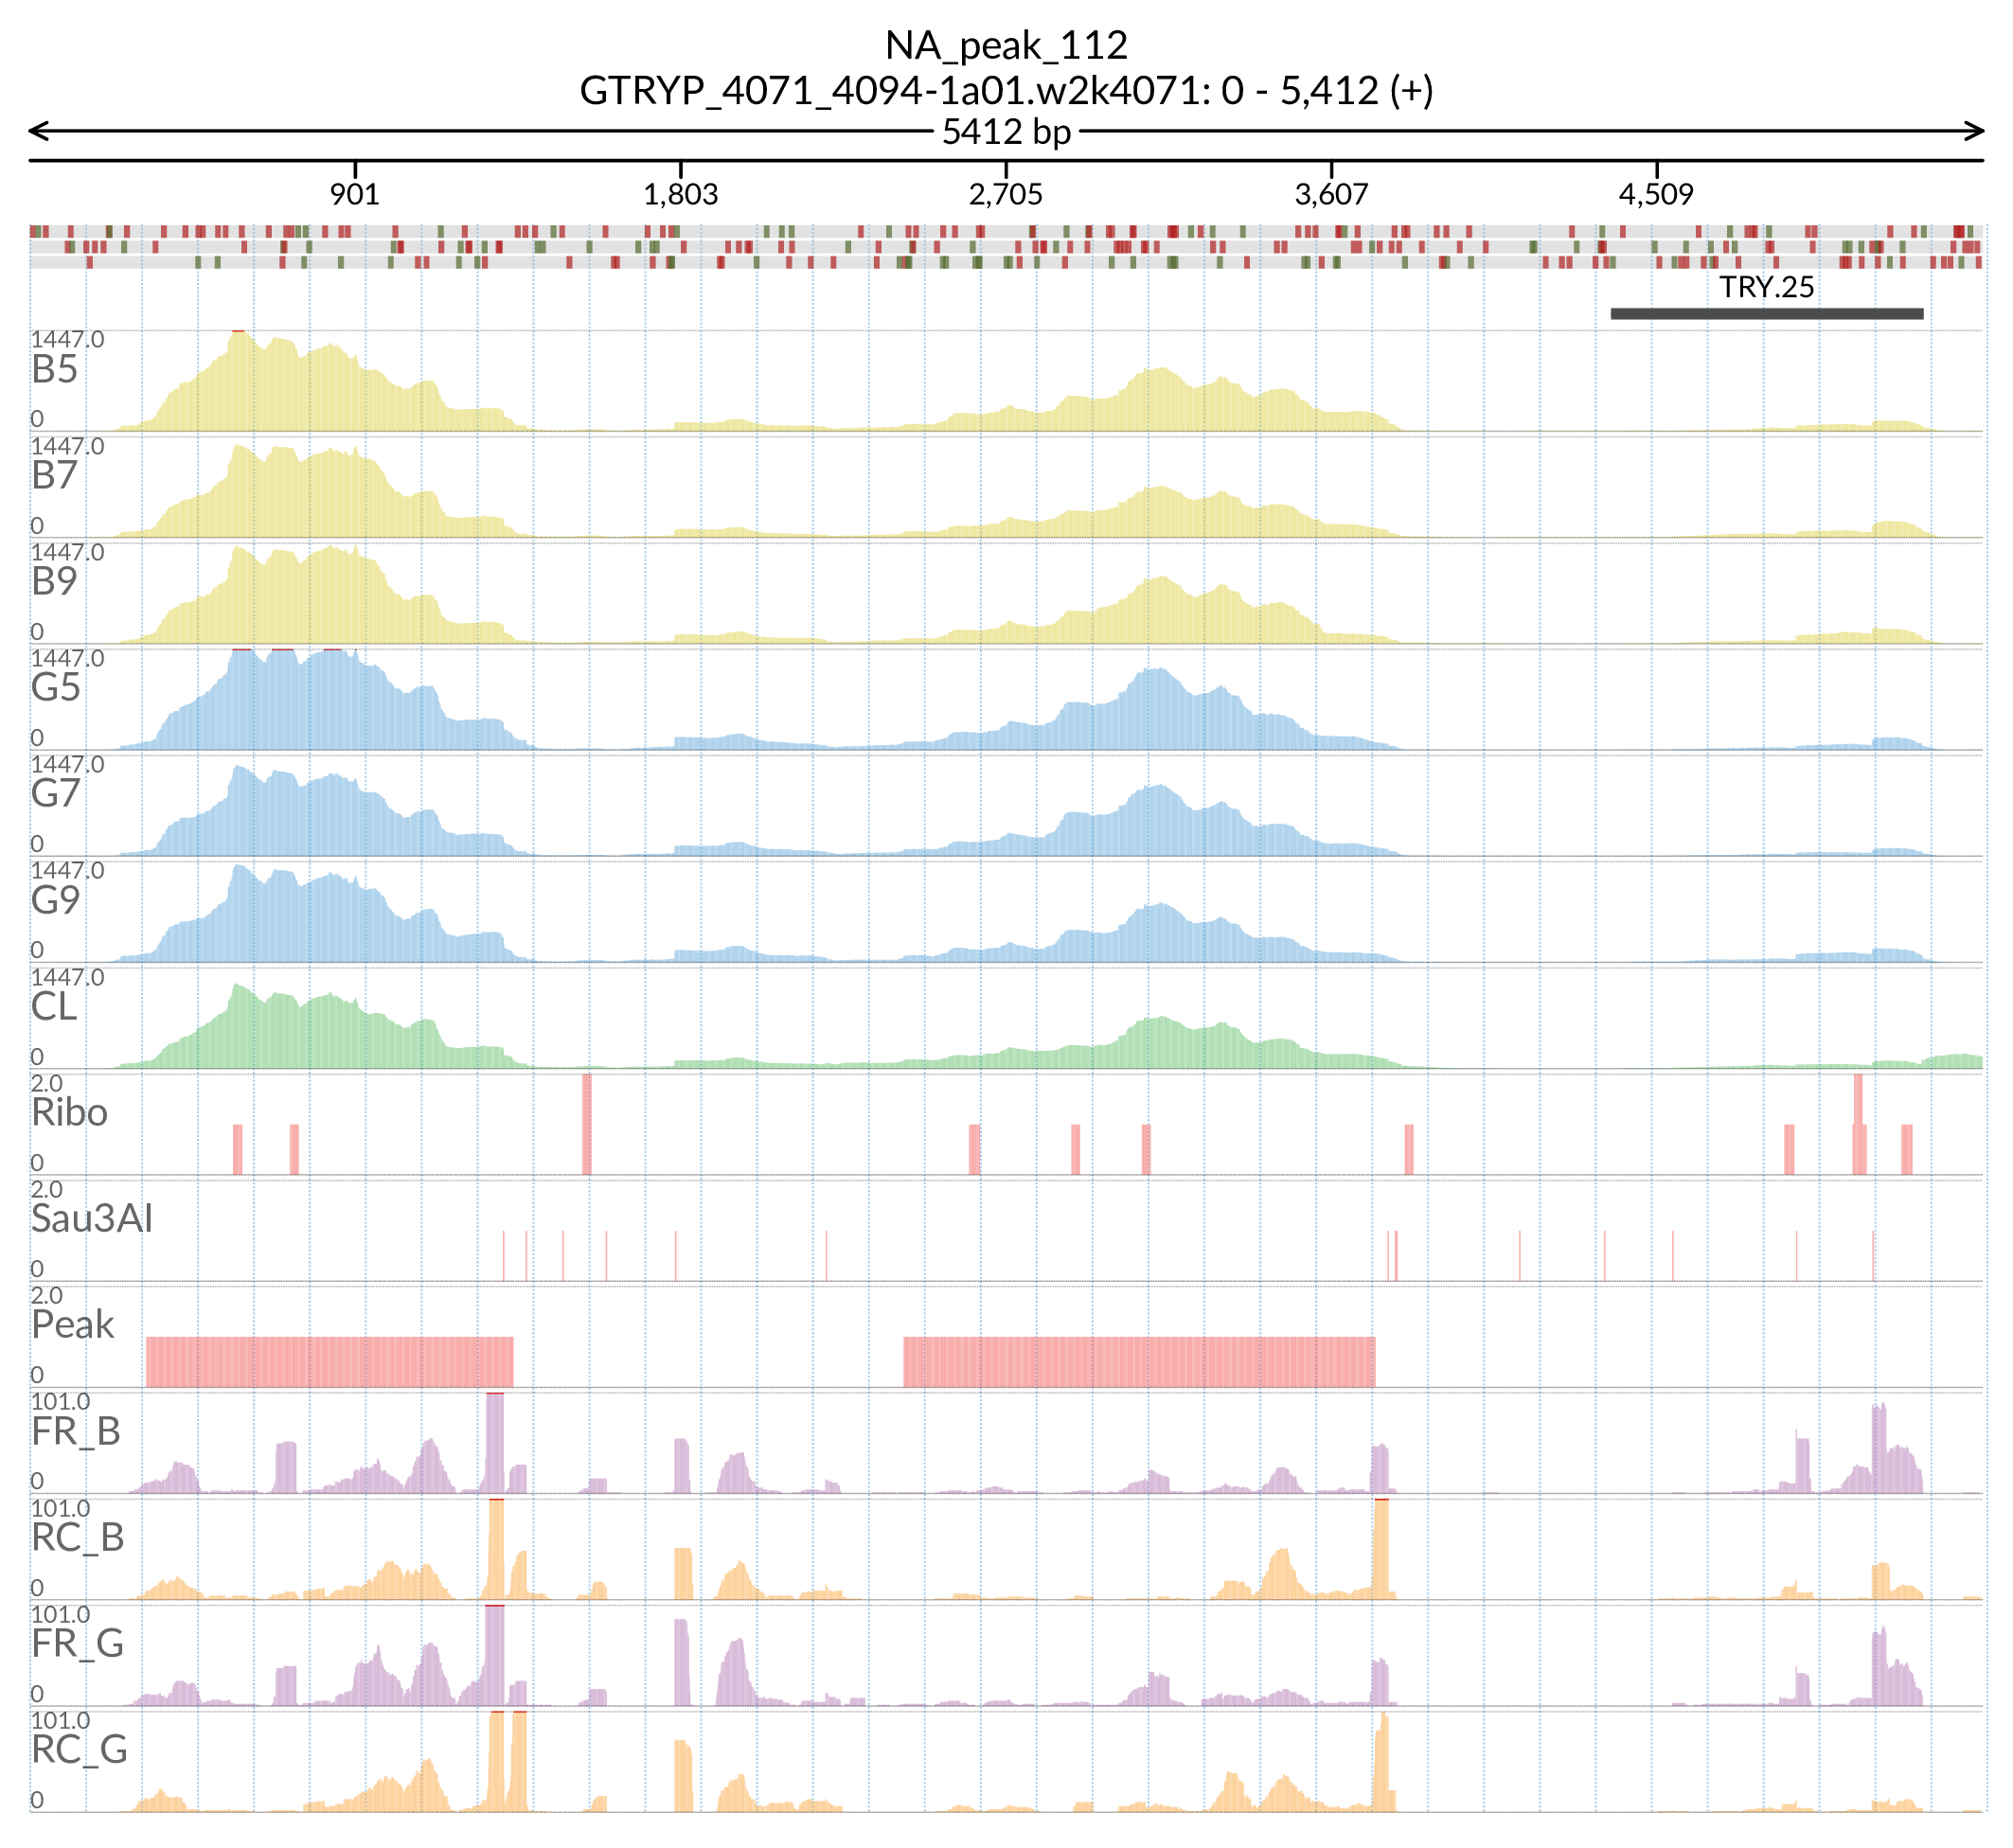 NA_peak_112
GTRYP_4071_4094-1a01.w2k4071: 0 - 5,412 (+)
5412 bp
901 1,803 2,705 3,607 4,509
TRY.25
1447.0
B5
0
1447.0
B7
0
1447.0
B9
0
1447.0
G5
0
1447.0
G7
0
1447.0
G9
0
1447.0
CL
0
2.0
Ribo
0
2.0
Sau3AI
0
2.0
Peak
0
101.0
FR_B
0
101.0
RC_B
0
101.0
FR_G
0
101.0
RC_G
0